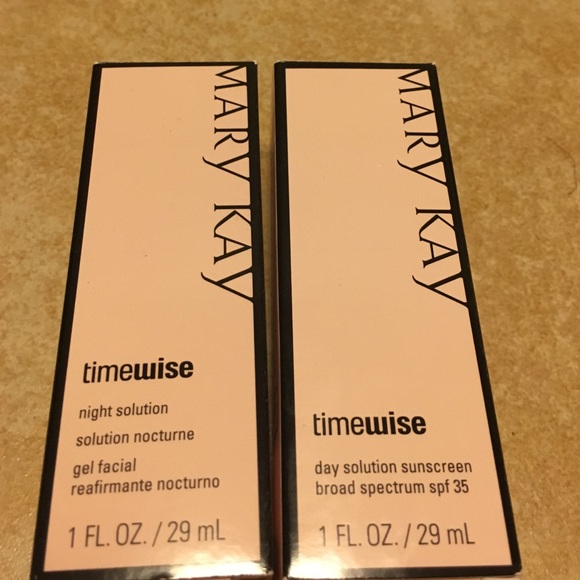 MARY KAY
timewise
night solution
solution nocturne
gel facial
reafirmante nocturno
1 FL. OZ. / 29 mL
MARY KAY
timewise
day solution sunscreen
broad spectrum spf 35
1 FL. OZ. / 29 mL